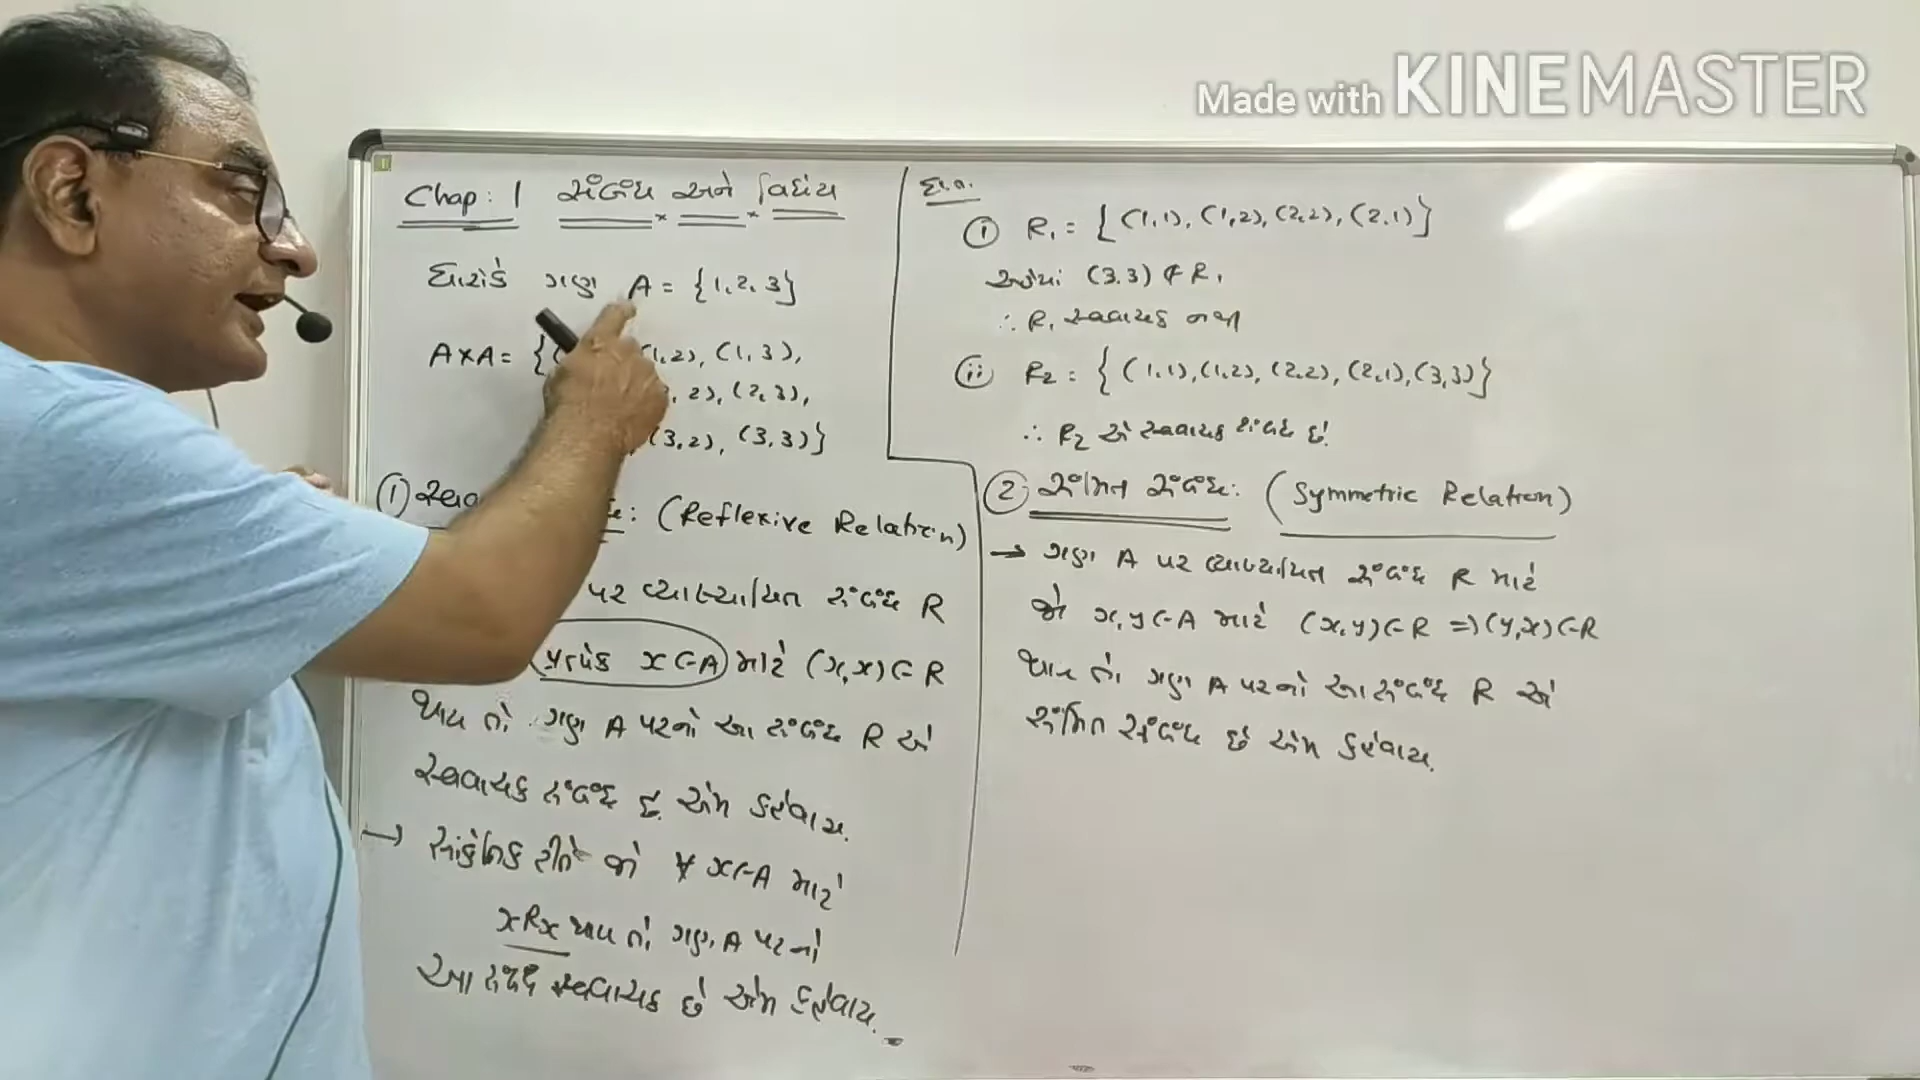 Made with KINEMASTER
Chap: 1 સંબંધ અને વિધેય
ધારોકે ગણ A = {1, 2, 3}
A×A = {( 1,2), (1,3),
, 2), (2,3),
(3,2), (3,3)}
① સ્વ : (Reflexive Relation)
પર વ્યાખ્યાયિત સંબંધ R
પ્રત્યેક x∈A માટે (x,x)∈R
થાય તો ગણ A પરનો આ સંબંધ R એ
સ્વવાચક સંબંધ છે એમ કહેવાય.
→ સાંકેતિક રીતે જો ∀ x∈A માટે
xRx થાય તો ગણ A પરનો
આ સંબંધ સ્વવાચક છે એમ કહેવાય.
દા.ત.
(i) R₁ = {(1,1), (1,2), (2,2), (2,1)}
અહીંયાં (3,3) ∉ R₁
∴ R₁ સ્વવાચક નથી
(ii) R₂ = {(1,1), (1,2), (2,2), (2,1), (3,3)}
∴ R₂ એ સ્વવાચક સંબંધ છે.
② સંમિત સંબંધ: (Symmetric Relation)
→ ગણ A પર વ્યાખ્યાયિત સંબંધ R માટે
જો x,y∈A માટે (x,y)∈R ⇒ (y,x)∈R
થાય તો ગણ A પરનો આ સંબંધ R એ
સંમિત સંબંધ છે એમ કહેવાય.